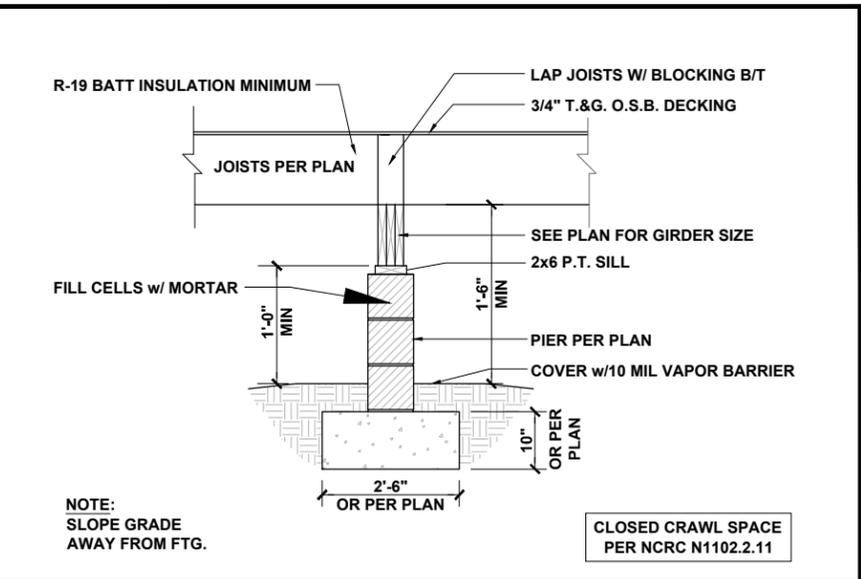 R-19 BATT INSULATION MINIMUM
LAP JOISTS W/ BLOCKING B/T
3/4" T.&G. O.S.B. DECKING
JOISTS PER PLAN
SEE PLAN FOR GIRDER SIZE
2x6 P.T. SILL
FILL CELLS w/ MORTAR
1'-0"
MIN
1'-6"
MIN
PIER PER PLAN
COVER w/10 MIL VAPOR BARRIER
10"
OR PER
PLAN
2'-6"
OR PER PLAN
NOTE:
SLOPE GRADE
AWAY FROM FTG.
CLOSED CRAWL SPACE
PER NCRC N1102.2.11